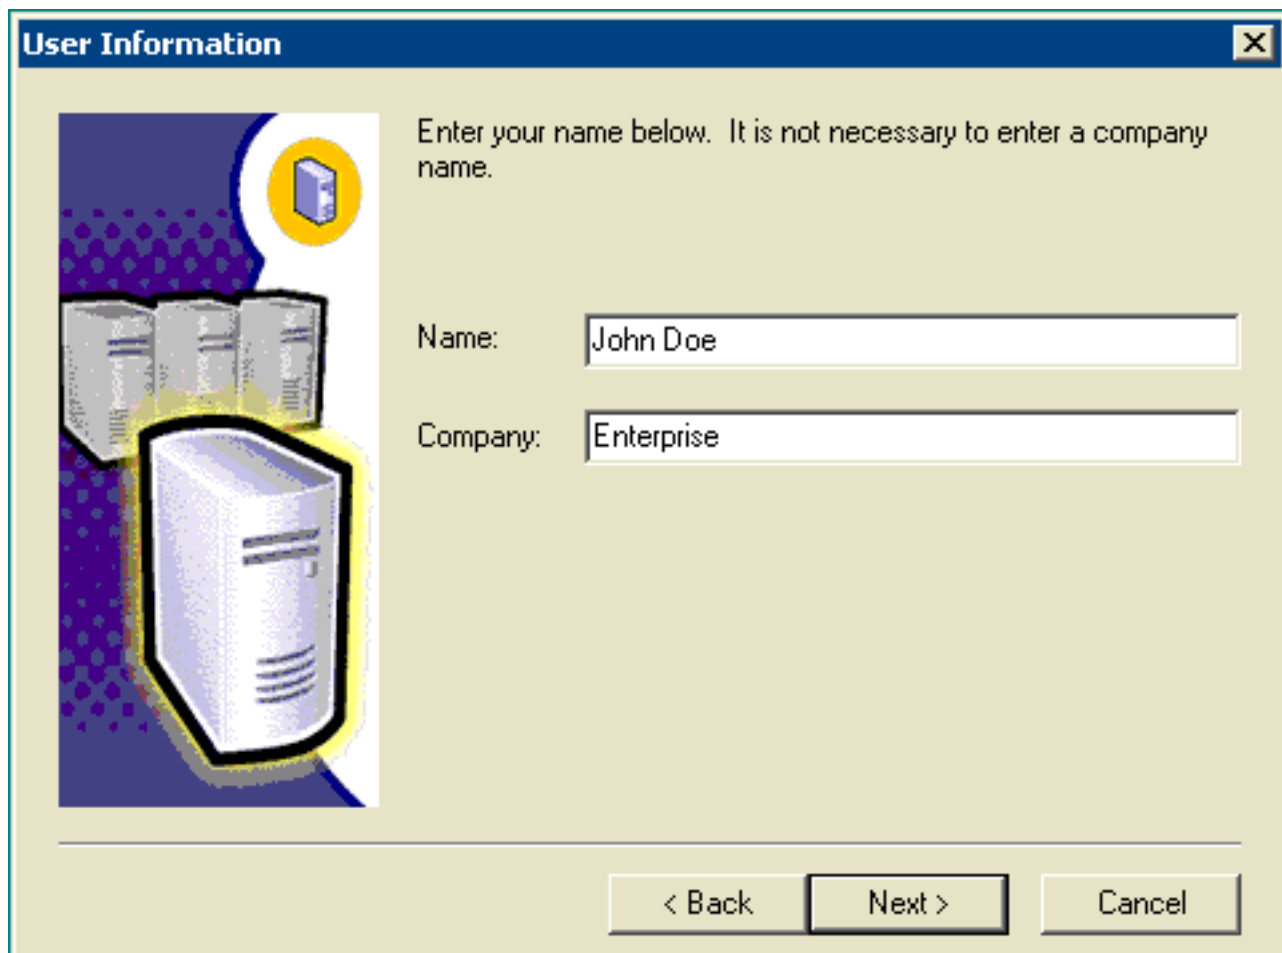 User Information
Enter your name below.  It is not necessary to enter a company
name.
Name:
John Doe
Company:
Enterprise
< Back
Next >
Cancel